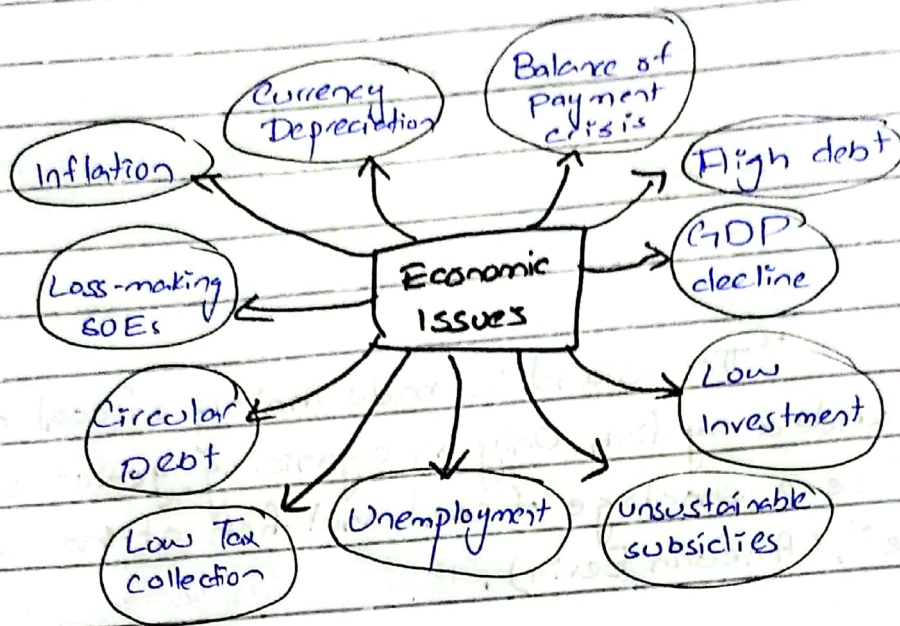 Currency
Depreciation
Balance of
payment
crisis
Inflation
High debt
Economic
Issues
GDP
decline
Loss-making
SOEs
Circular
Debt
Low
Investment
Low Tax
collection
Unemployment
unsustainable
subsidies